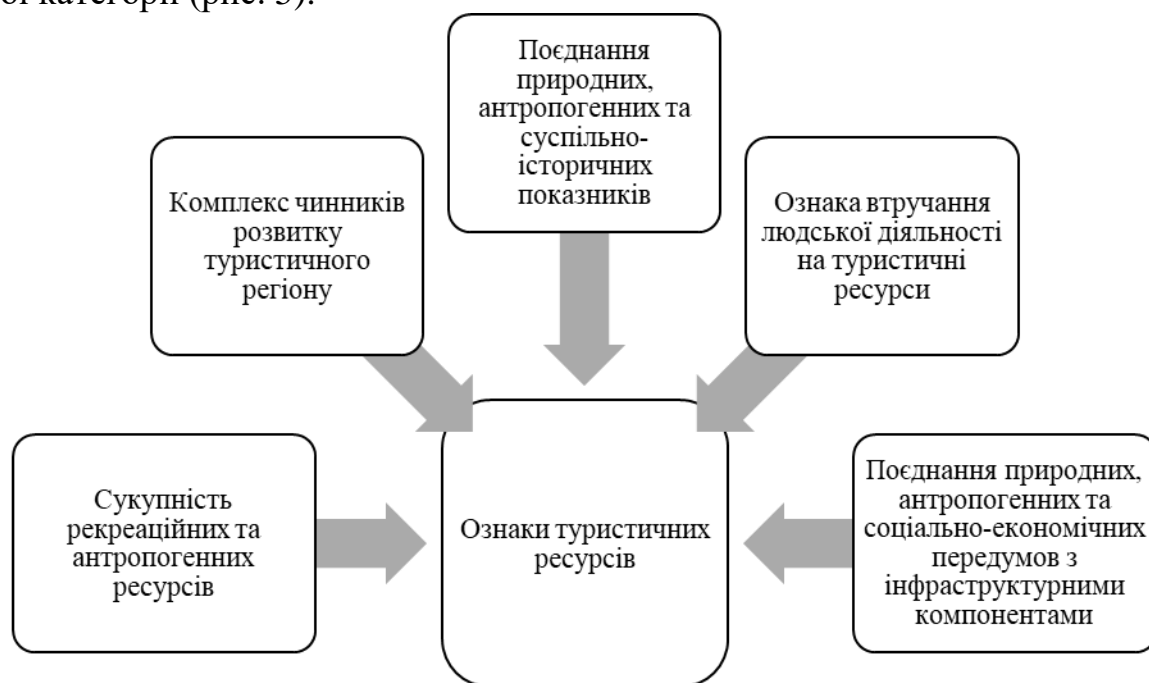 ої категорії (рис. 3).
Поєднання
природних,
антропогенних та
суспільно-
історичних
показників
Комплекс чинників
розвитку
туристичного
регіону
Ознака втручання
людської діяльності
на туристичні
ресурси
Сукупність
рекреаційних та
антропогенних
ресурсів
Ознаки туристичних
ресурсів
Поєднання природних,
антропогенних та
соціально-економічних
передумов з
інфраструктурними
компонентами